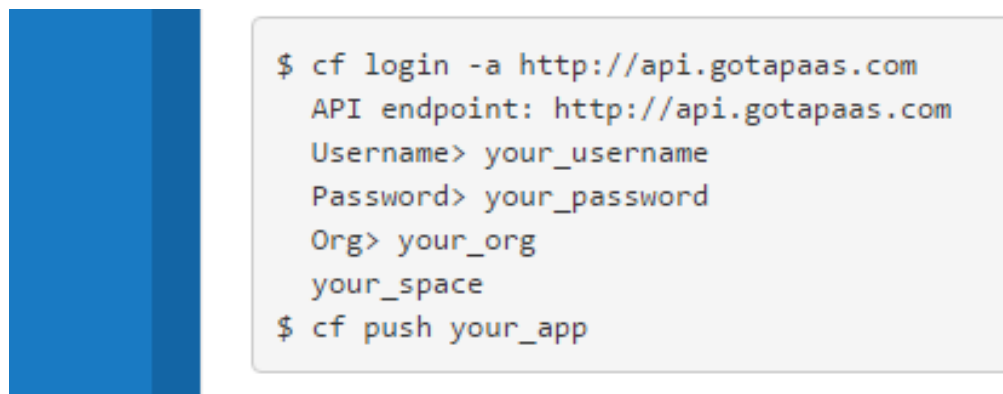 $ cf login -a http://api.gotapaas.com
API endpoint: http://api.gotapaas.com
Username> your_username
Password> your_password
Org> your_org
your_space
$ cf push your_app